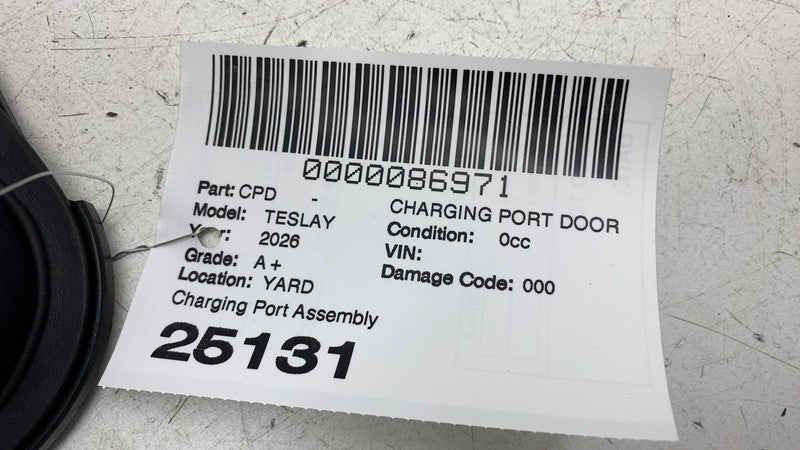 0000086971
Part: CPD - CHARGING PORT DOOR
Model: TESLAY Condition: 0cc
Year: 2026 VIN:
Grade: A+ Damage Code: 000
Location: YARD
Charging Port Assembly
25131